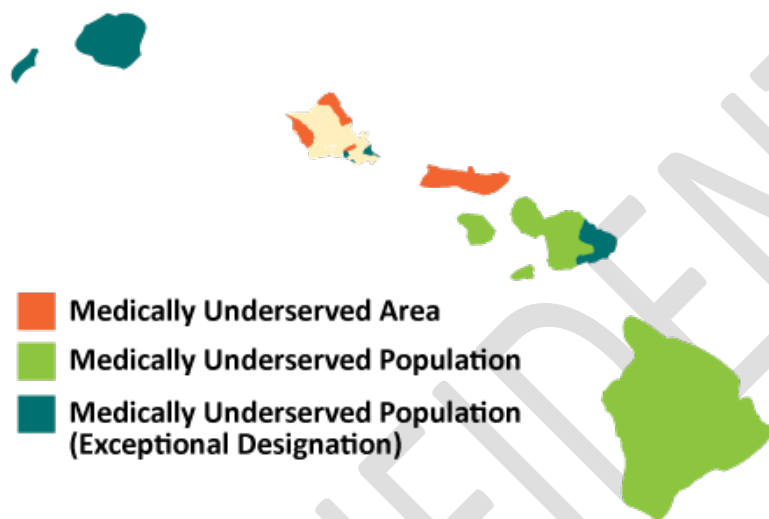 Medically Underserved Area
Medically Underserved Population
Medically Underserved Population
(Exceptional Designation)